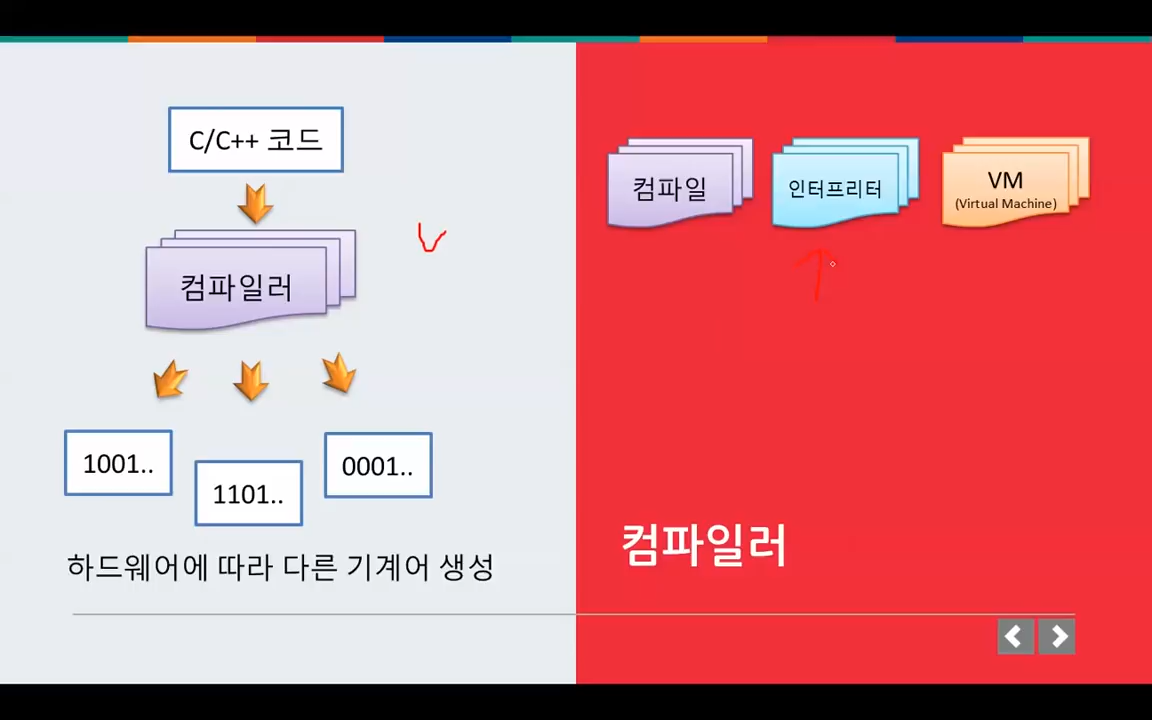 C/C++ 코드
컴파일러
1001..
1101..
0001..
하드웨어에 따라 다른 기계어 생성
컴파일
인터프리터
VM
(Virtual Machine)
컴파일러